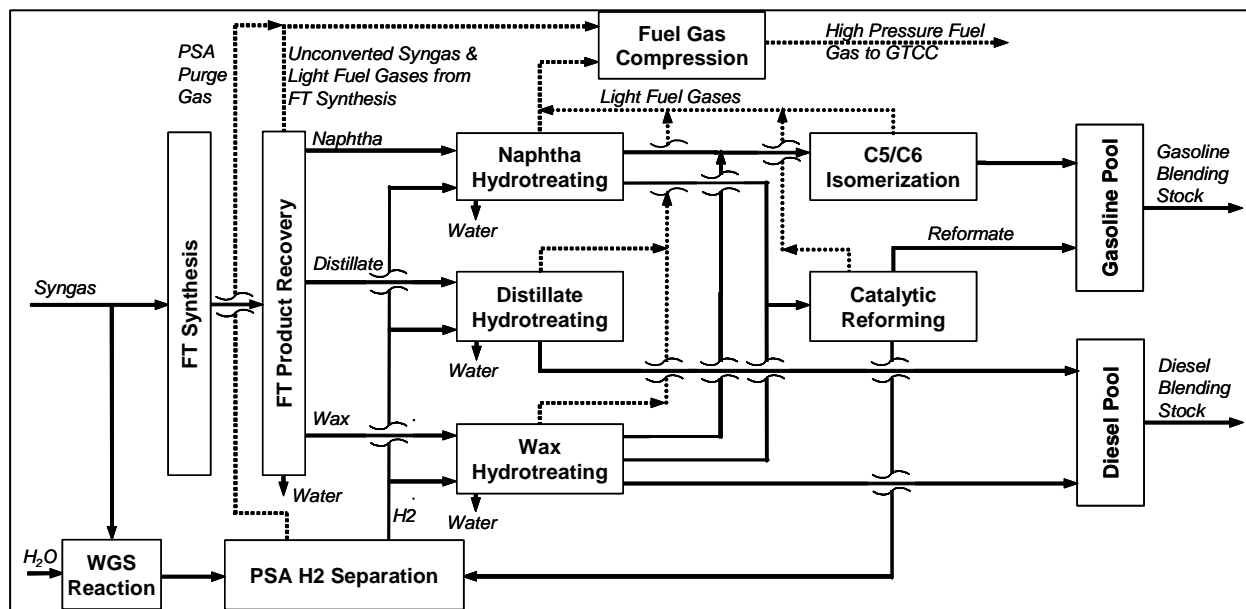 PSA
Purge
Gas
Unconverted Syngas &
Light Fuel Gases from
FT Synthesis
Fuel Gas
Compression
High Pressure Fuel
Gas to GTCC
Light Fuel Gases
Naphtha
Naphtha
Hydrotreating
Water
C5/C6
Isomerization
Gasoline Pool
Gasoline
Blending
Stock
Reformate
Syngas
FT Synthesis
FT Product Recovery
Distillate
Distillate
Hydrotreating
Water
Catalytic
Reforming
Diesel Pool
Diesel
Blending
Stock
Wax
Wax
Hydrotreating
Water
Water
H2
H₂O
WGS
Reaction
PSA H2 Separation